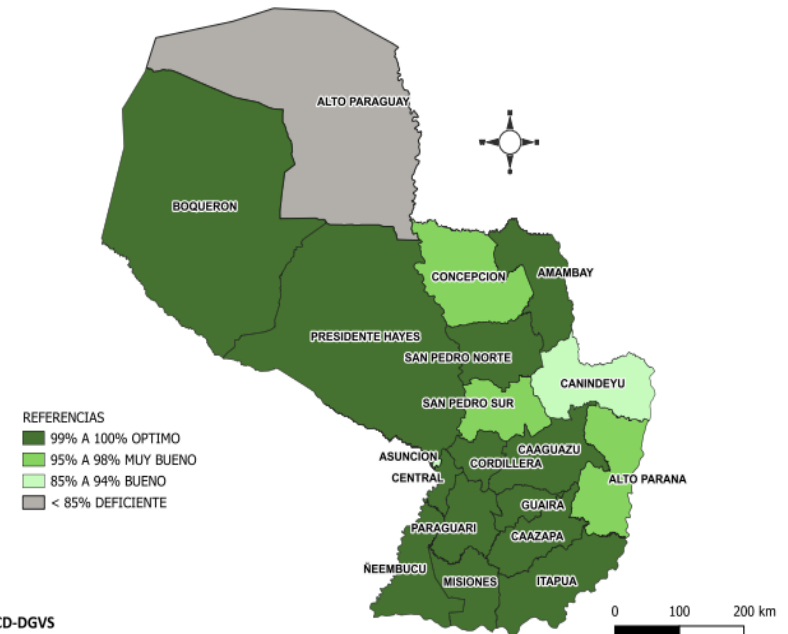 ALTO PARAGUAY
N
W
E
S
BOQUERON
CONCEPCION
AMAMBAY
PRESIDENTE HAYES
SAN PEDRO NORTE
CANINDEYU
SAN PEDRO SUR
REFERENCIAS
99% A 100% OPTIMO
95% A 98% MUY BUENO
85% A 94% BUENO
< 85% DEFICIENTE
ASUNCION
CAAGUAZU
CORDILLERA
CENTRAL
ALTO PARANA
GUAIRA
PARAGUARI
CAAZAPA
ÑEEMBUCU
MISIONES
ITAPUA
0 100 200 km
CD-DGVS